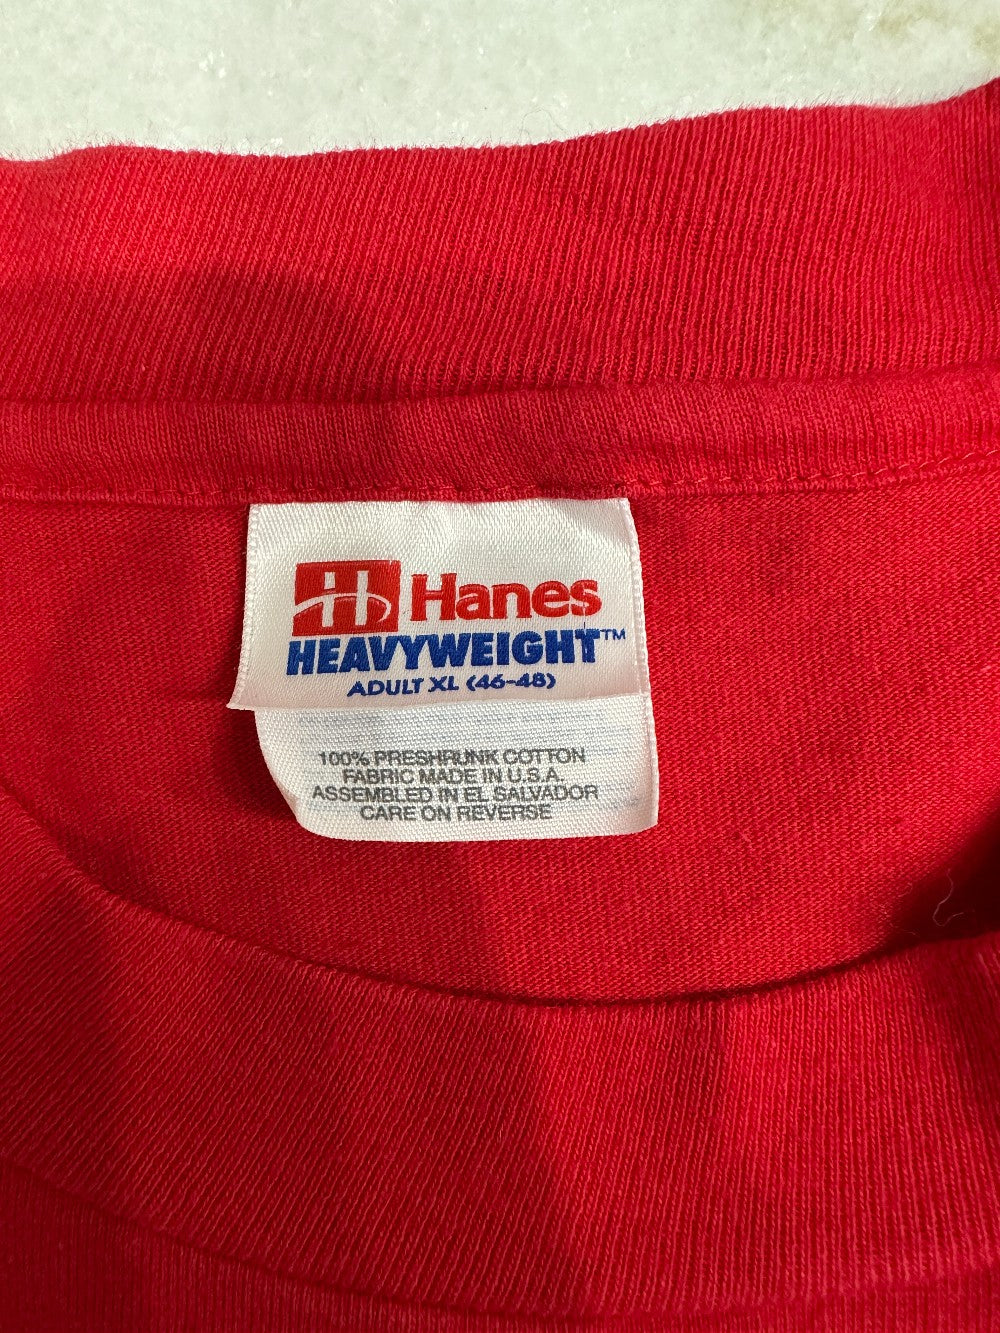 H Hanes
HEAVYWEIGHT™
ADULT XL (46-48)
100% PRESHRUNK COTTON
FABRIC MADE IN U.S.A.
ASSEMBLED IN EL SALVADOR
CARE ON REVERSE